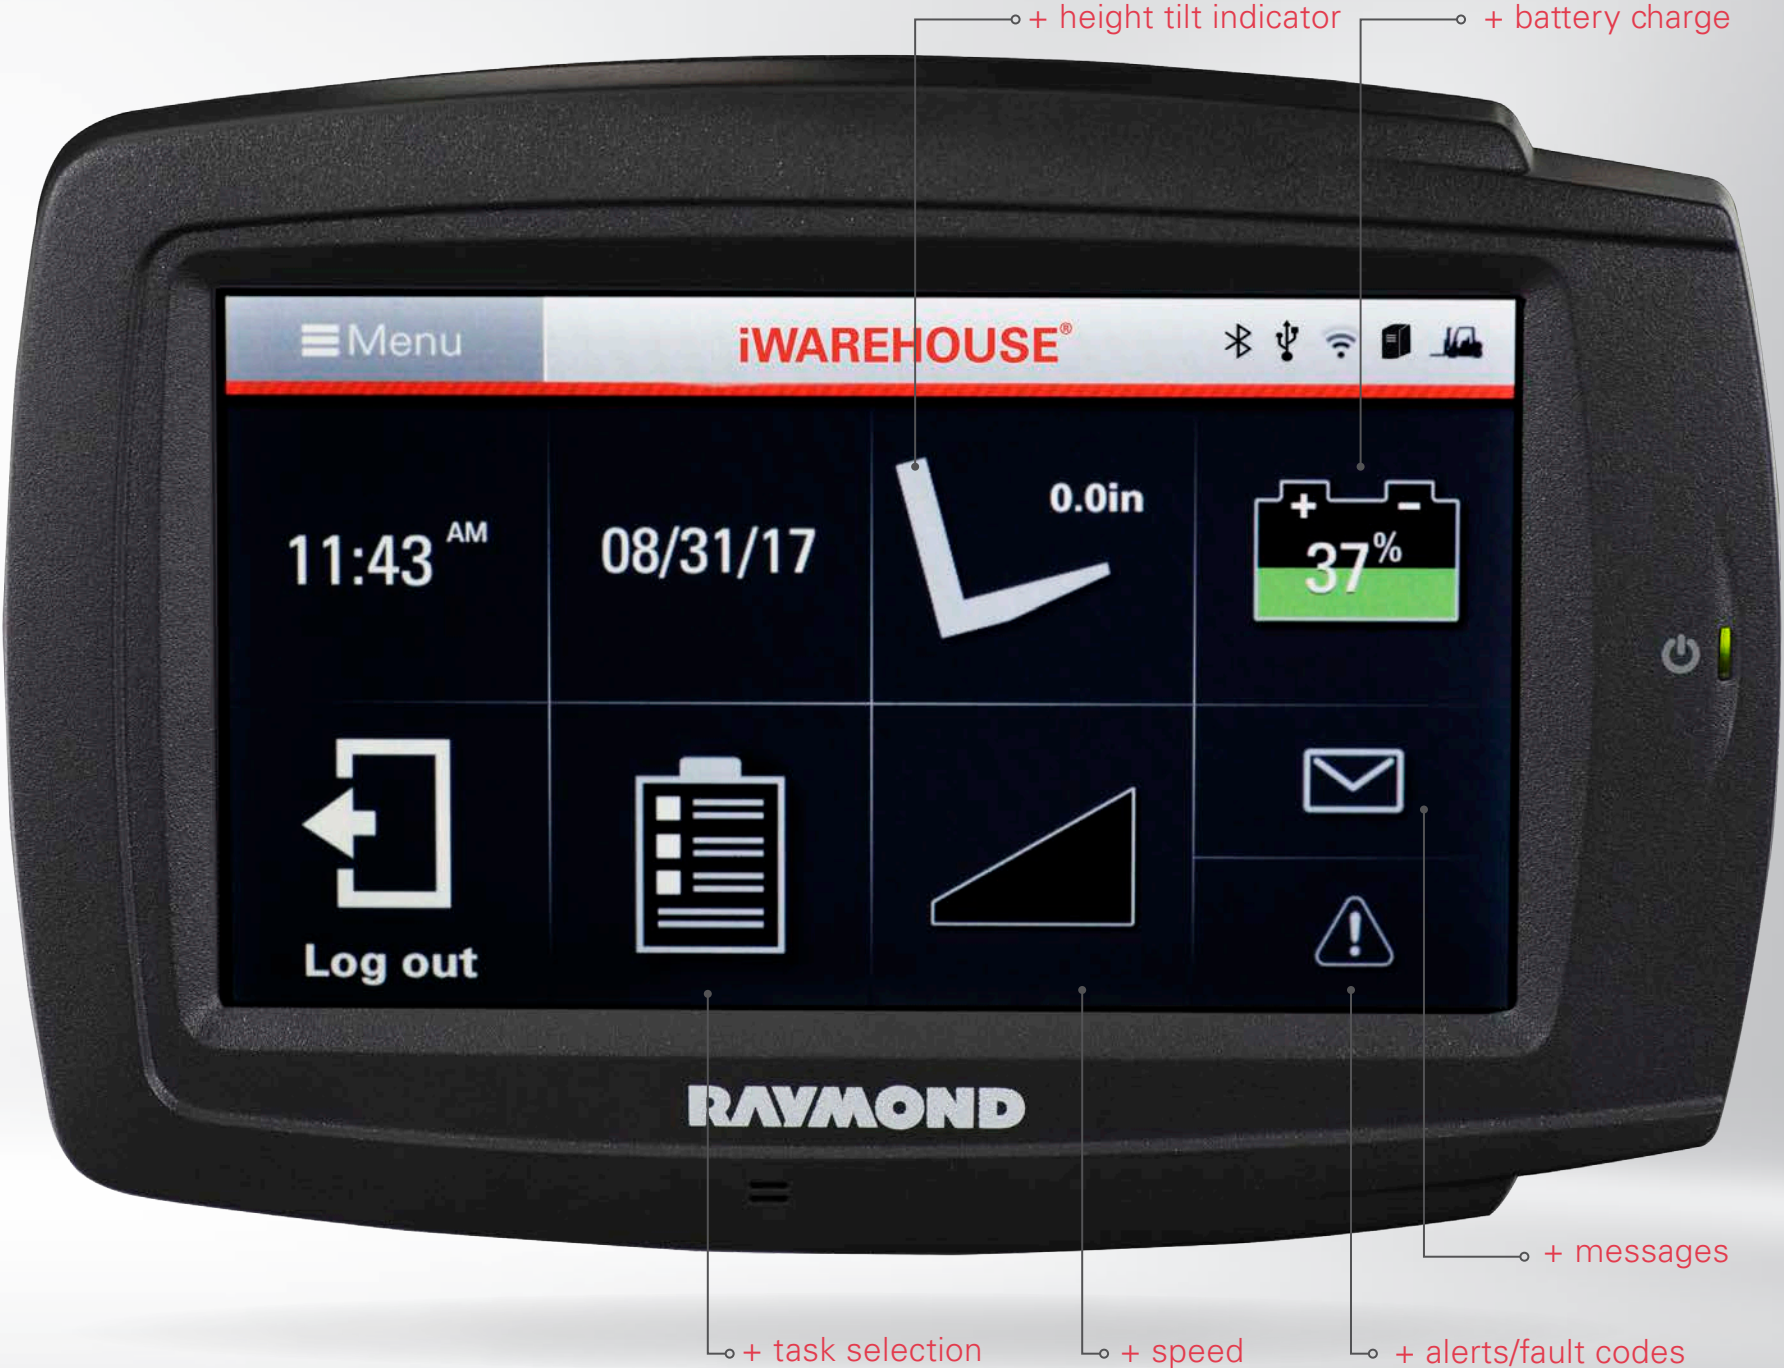 + height tilt indicator
+ battery charge
Menu
iWAREHOUSE®
11:43 AM
08/31/17
0.0in
+ -
37%
Log out
RAYMOND
+ messages
+ task selection
+ speed
+ alerts/fault codes